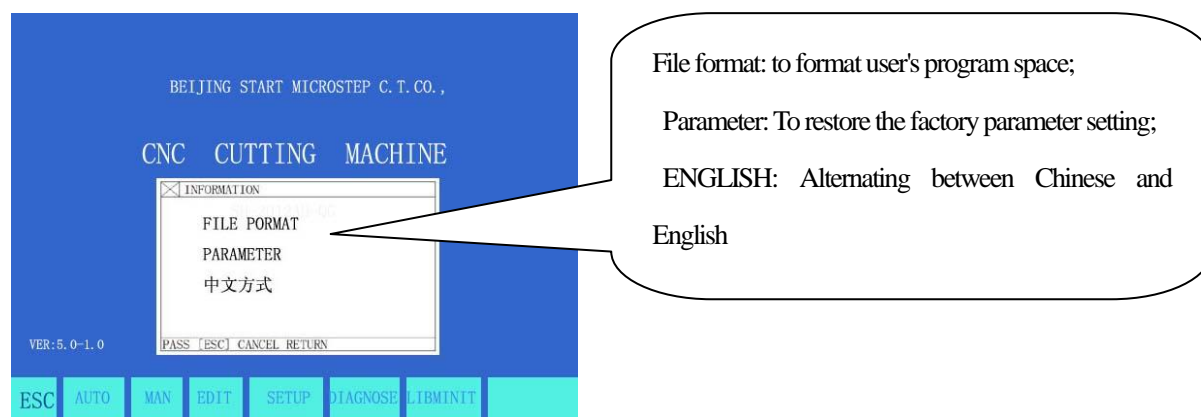 BEIJING START MICROSTEP C.T.CO.,
CNC CUTTING MACHINE
INFORMATION
FILE PORMAT
PARAMETER
中文方式
PASS [ESC] CANCEL RETURN
VER:5.0-1.0
ESC AUTO MAN EDIT SETUP DIAGNOSE LIBMINIT
File format: to format user's program space;
Parameter: To restore the factory parameter setting;
ENGLISH: Alternating between Chinese and
English